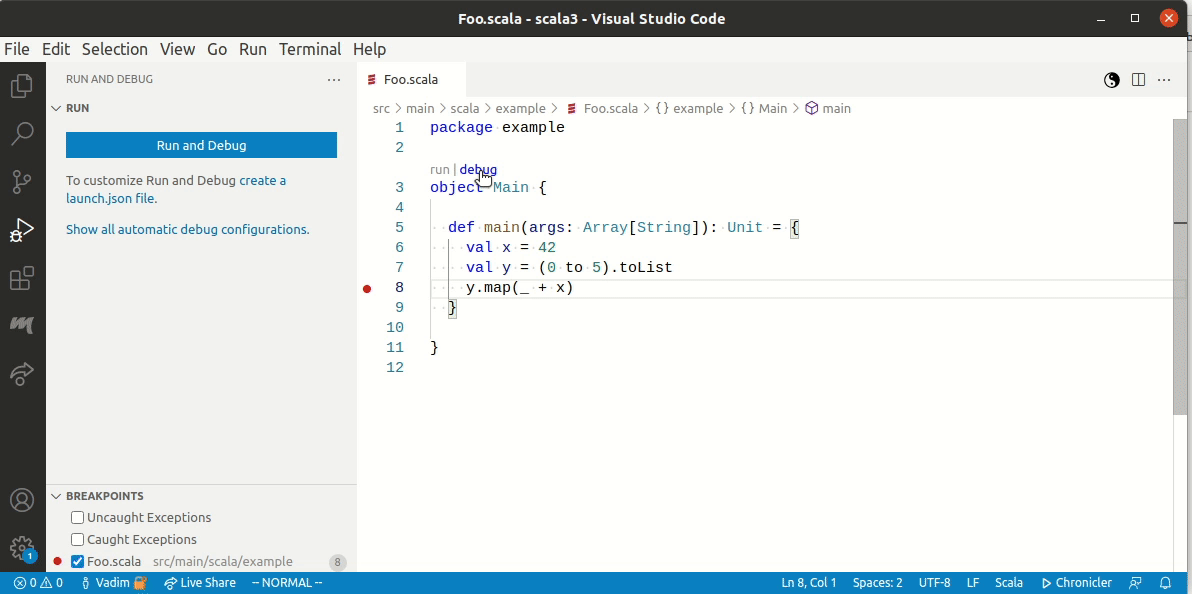 Foo.scala - scala3 - Visual Studio Code
File Edit Selection View Go Run Terminal Help
RUN AND DEBUG
RUN
Run and Debug
To customize Run and Debug create a
launch.json file.
Show all automatic debug configurations.
BREAKPOINTS
Uncaught Exceptions
Caught Exceptions
Foo.scala src/main/scala/example 8
Foo.scala
src > main > scala > example > Foo.scala > {} example > {} Main > main
1 package example
2
run | debug
3 object Main {
4
5 def main(args: Array[String]): Unit = {
6 val x = 42
7 val y = (0 to 5).toList
8 y.map(_ + x)
9 }
10
11 }
12
1
0 0 Vadim Live Share -- NORMAL -- Ln 8, Col 1 Spaces: 2 UTF-8 LF Scala Chronicler